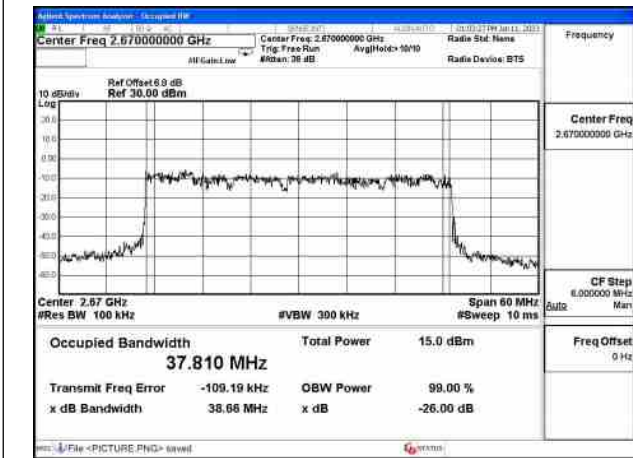 Agilent Spectrum Analyzer - Occupied BW
Center Freq 2.670000000 GHz
Center Freq: 2.670000000 GHz
Radio Std: None
Frequency
Trig: Free Run
Avg|Hold:> 10/10
#IFGain:Low
Radio Device: BTS
Ref Offset 6.8 dB
10 dB/div
Ref 30.00 dBm
Log
Center Freq
2.670000000 GHz
Center 2.67 GHz
Span 60 MHz
#Res BW 100 kHz
#VBW 300 kHz
#Sweep 10 ms
CF Step
6.000000 MHz
Auto
Man
Occupied Bandwidth
Total Power
15.0 dBm
37.810 MHz
Freq Offset
0 Hz
Transmit Freq Error
-109.19 kHz
OBW Power
99.00 %
x dB Bandwidth
38.66 MHz
x dB
-26.00 dB
File <PICTURE.PNG> saved
STATUS